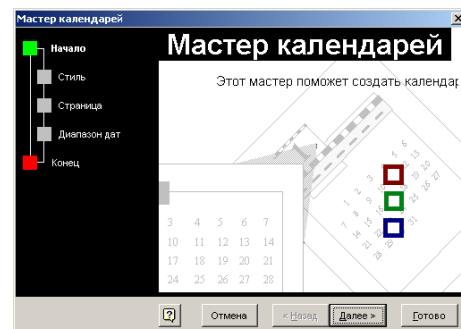 Мастер календарей
Начало
Стиль
Страница
Диапазон дат
Конец
Мастер календарей
Этот мастер поможет создать календар
3 4 5 6 7
10 11 12 13 14
17 18 19 20 21
24 25 26 27 28
Отмена
< Назад
Далее >
Готово